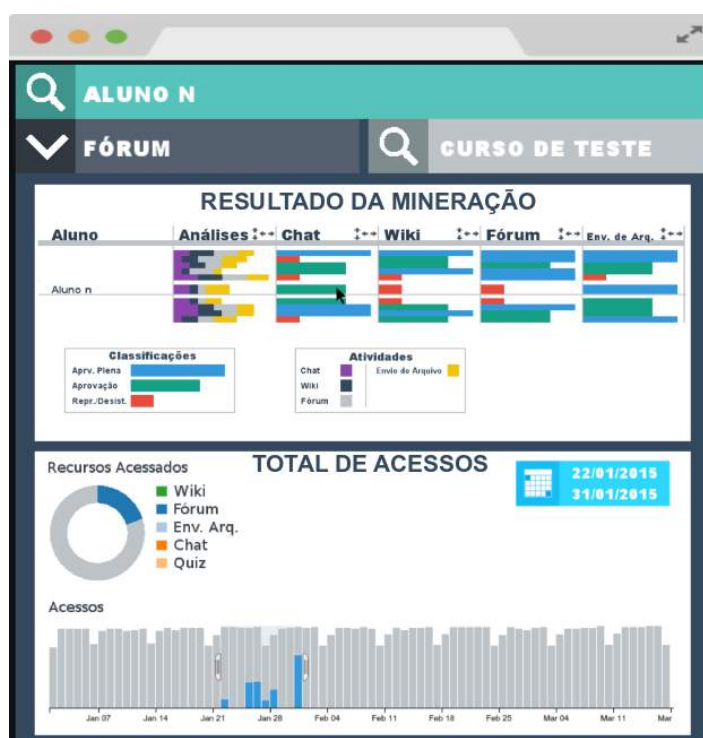 ALUNO N
FÓRUM
CURSO DE TESTE
RESULTADO DA MINERAÇÃO
Aluno Análises Chat Wiki Fórum Env. de Arq.
Aluno n
Classificações
Aprv. Plena
Aprovação
Repr./Desist.
Atividades
Chat Envio de Arquivo
Wiki
Fórum
TOTAL DE ACESSOS
Recursos Acessados
22/01/2015
31/01/2015
Wiki
Fórum
Env. Arq.
Chat
Quiz
Acessos
Jan 07 Jan 14 Jan 21 Jan 28 Feb 04 Feb 11 Feb 18 Feb 25 Mar 04 Mar 11 Mar